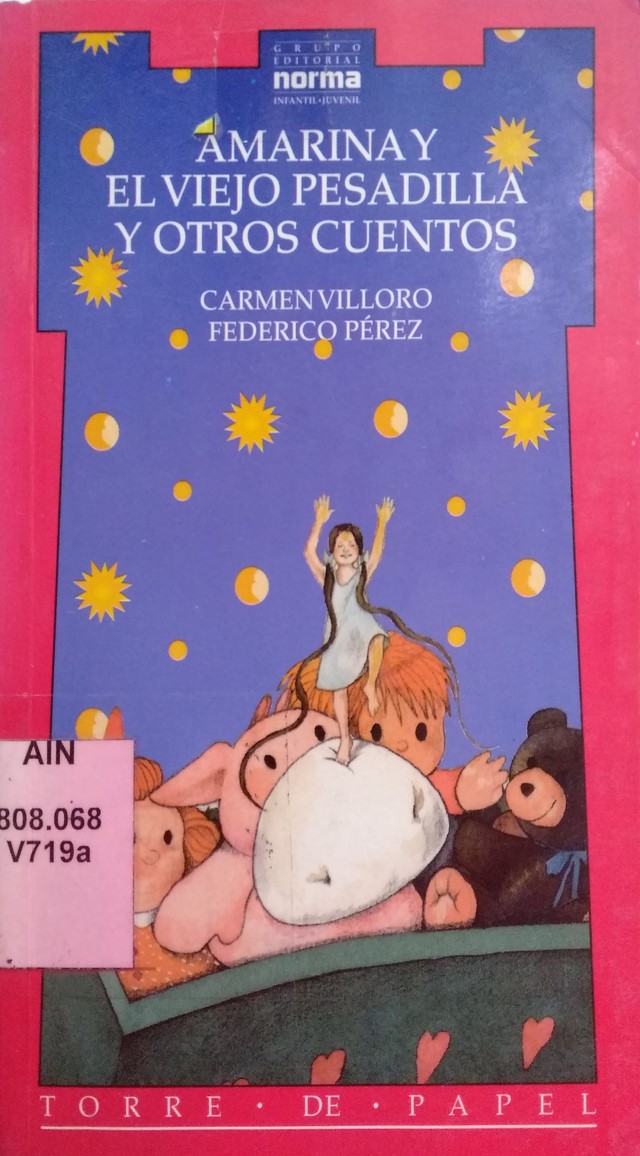 GRUPO
EDITORIAL
norma
INFANTIL•JUVENIL
AMARINA Y
EL VIEJO PESADILLA
Y OTROS CUENTOS
CARMEN VILLORO
FEDERICO PÉREZ
AIN
808.068
V719a
TORRE • DE • PAPEL